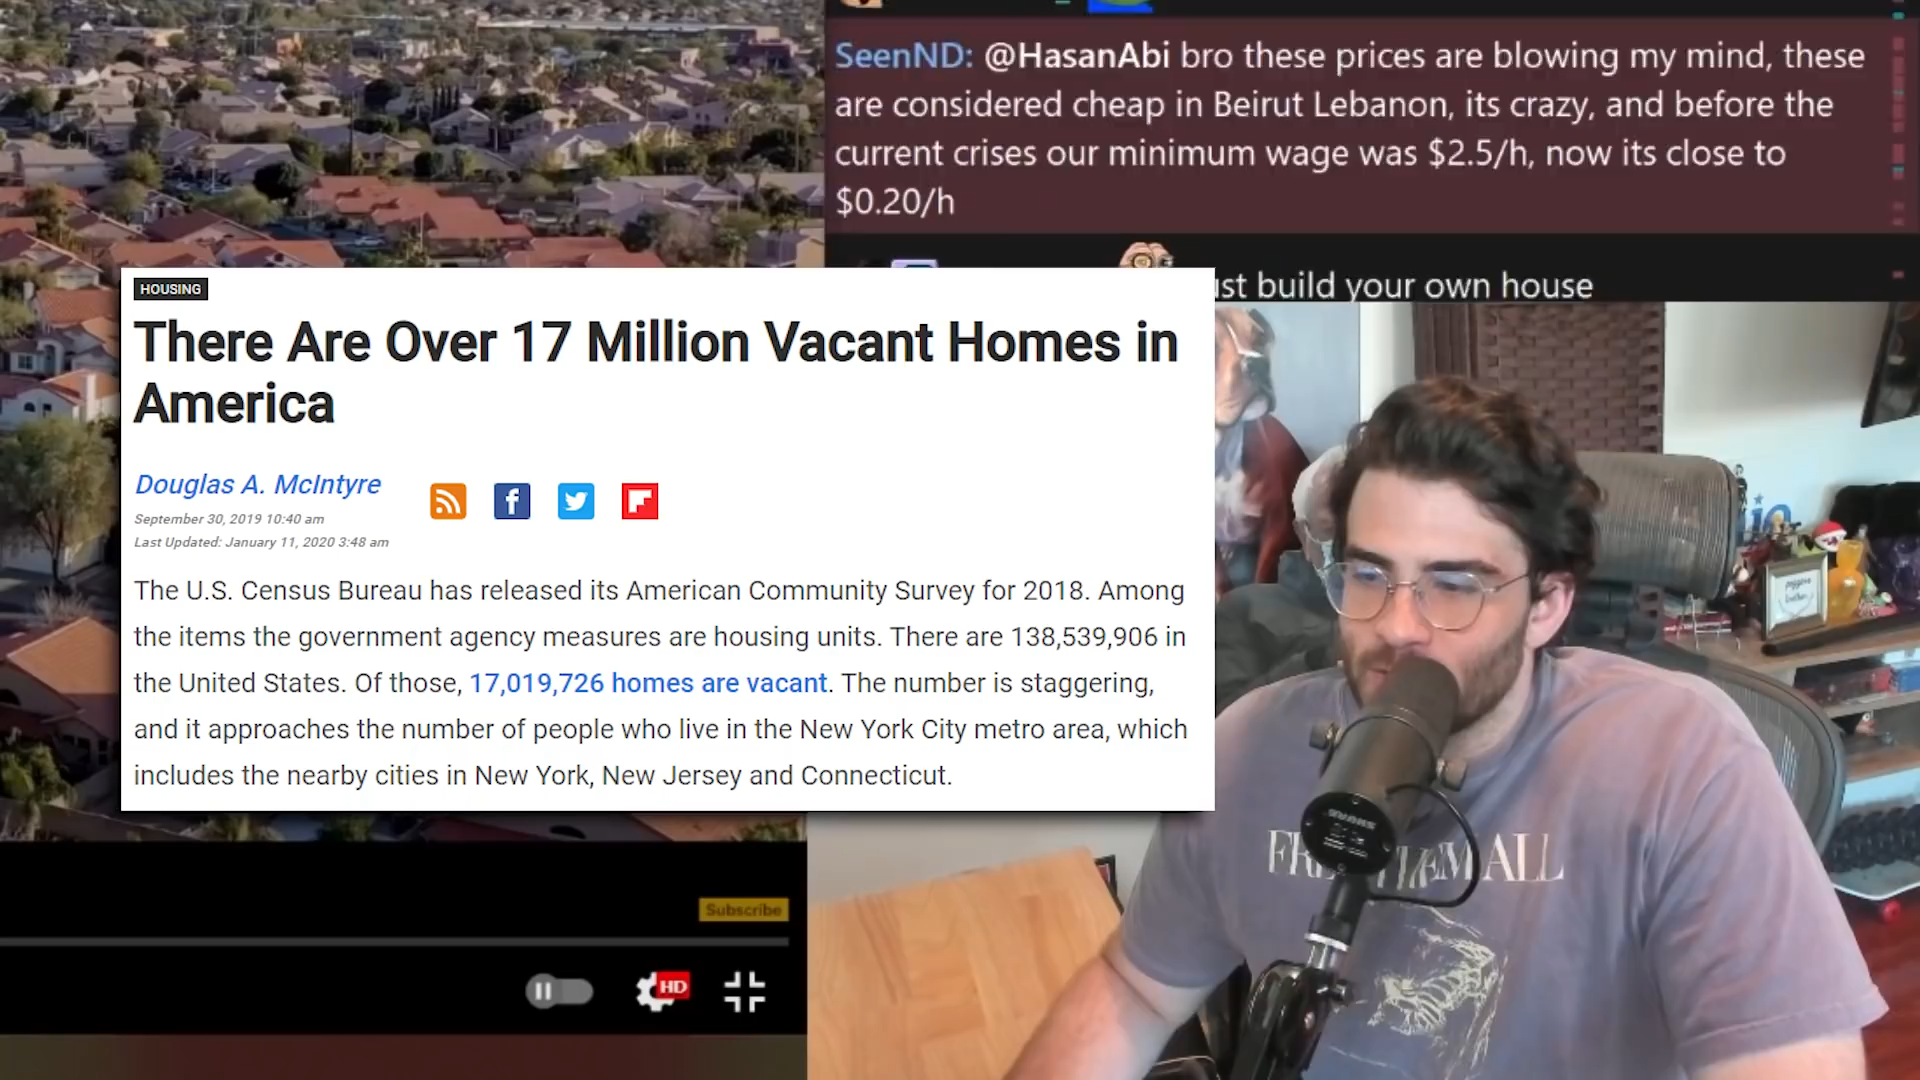 SeenND: @HasanAbi bro these prices are blowing my mind, these
are considered cheap in Beirut Lebanon, its crazy, and before the
current crises our minimum wage was $2.5/h, now its close to
$0.20/h
build your own house
HOUSING
There Are Over 17 Million Vacant Homes in
America
Douglas A. McIntyre
September 30, 2019 10:40 am
Last Updated: January 11, 2020 3:48 am
The U.S. Census Bureau has released its American Community Survey for 2018. Among
the items the government agency measures are housing units. There are 138,539,906 in
the United States. Of those, 17,019,726 homes are vacant. The number is staggering,
and it approaches the number of people who live in the New York City metro area, which
includes the nearby cities in New York, New Jersey and Connecticut.
ALL
Subscribe
HD